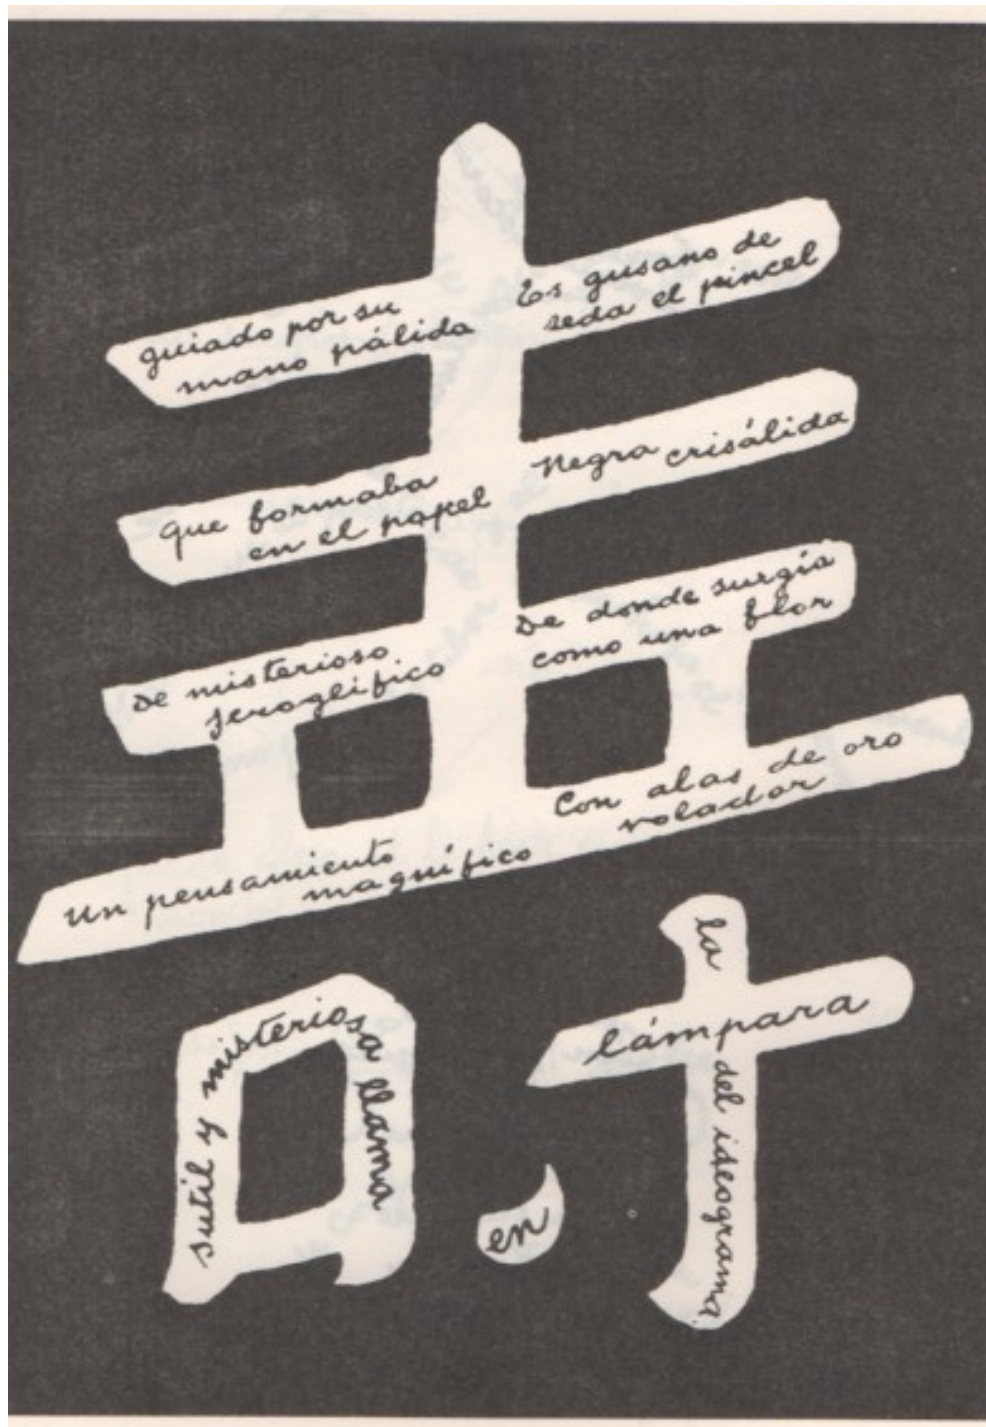 guiado por su
mano pálida
Es gusano de
seda el pincel
que formaba
en el papel
Negra crisálida
De misterioso
jeroglífico
De donde surgía
como una flor
un pensamiento
magnífico
Con alas de oro
volador
sutil y misteriosa llama
en
la
lámpara
del ideograma